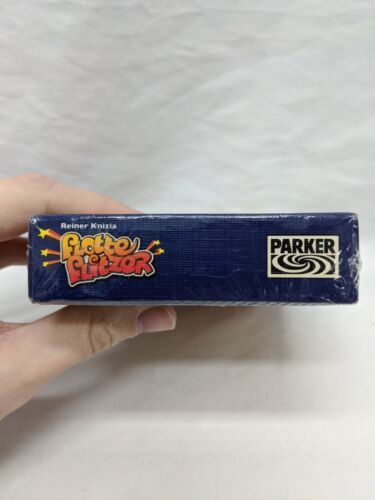 Reiner Knizia
Flotte
Flitzer
PARKER